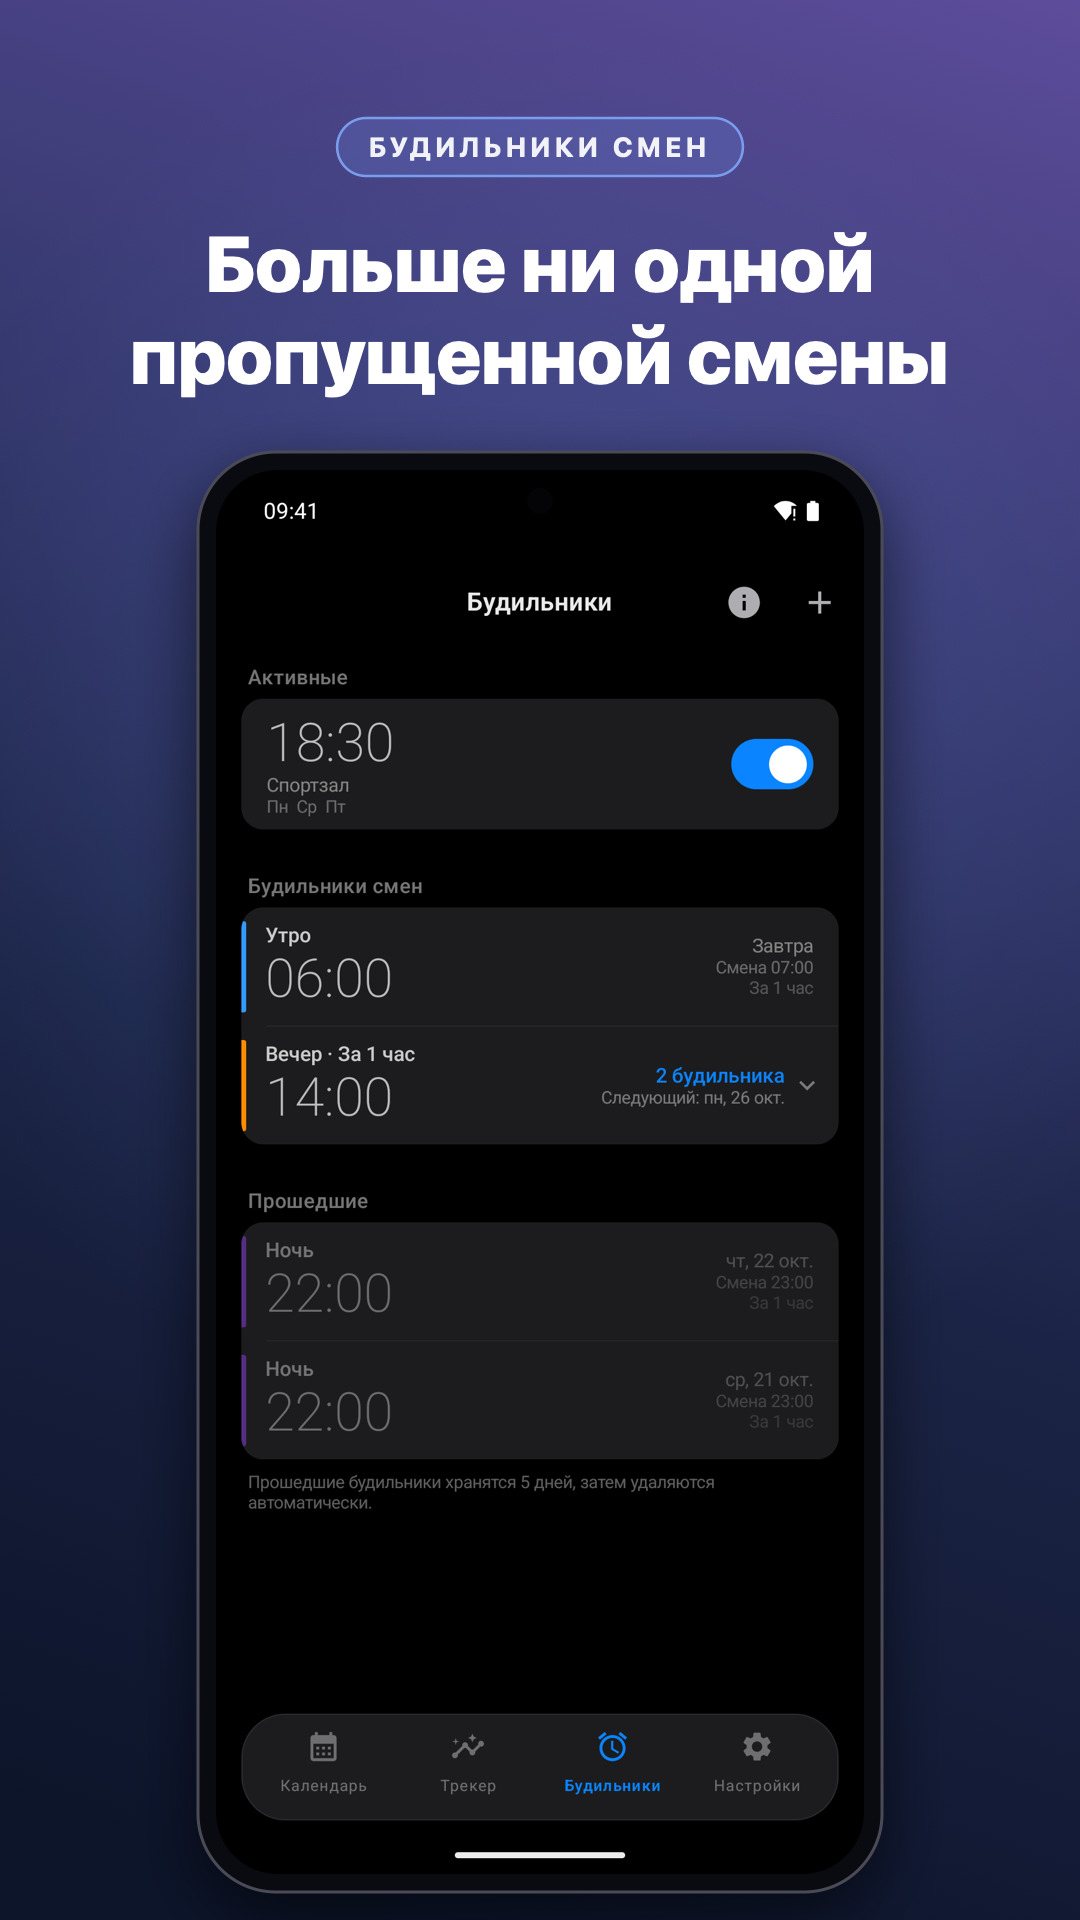 БУДИЛЬНИКИ СМЕН
Больше ни одной
пропущенной смены
09:41
Будильники
Активные
18:30
Спортзал
Пн Ср Пт
Будильники смен
Утро
06:00
Завтра
Смена 07:00
За 1 час
Вечер · За 1 час
14:00
2 будильника
Следующий: пн, 26 окт.
Прошедшие
Ночь
22:00
чт, 22 окт.
Смена 23:00
За 1 час
Ночь
22:00
ср, 21 окт.
Смена 23:00
За 1 час
Прошедшие будильники хранятся 5 дней, затем удаляются
автоматически.
Календарь
Трекер
Будильники
Настройки